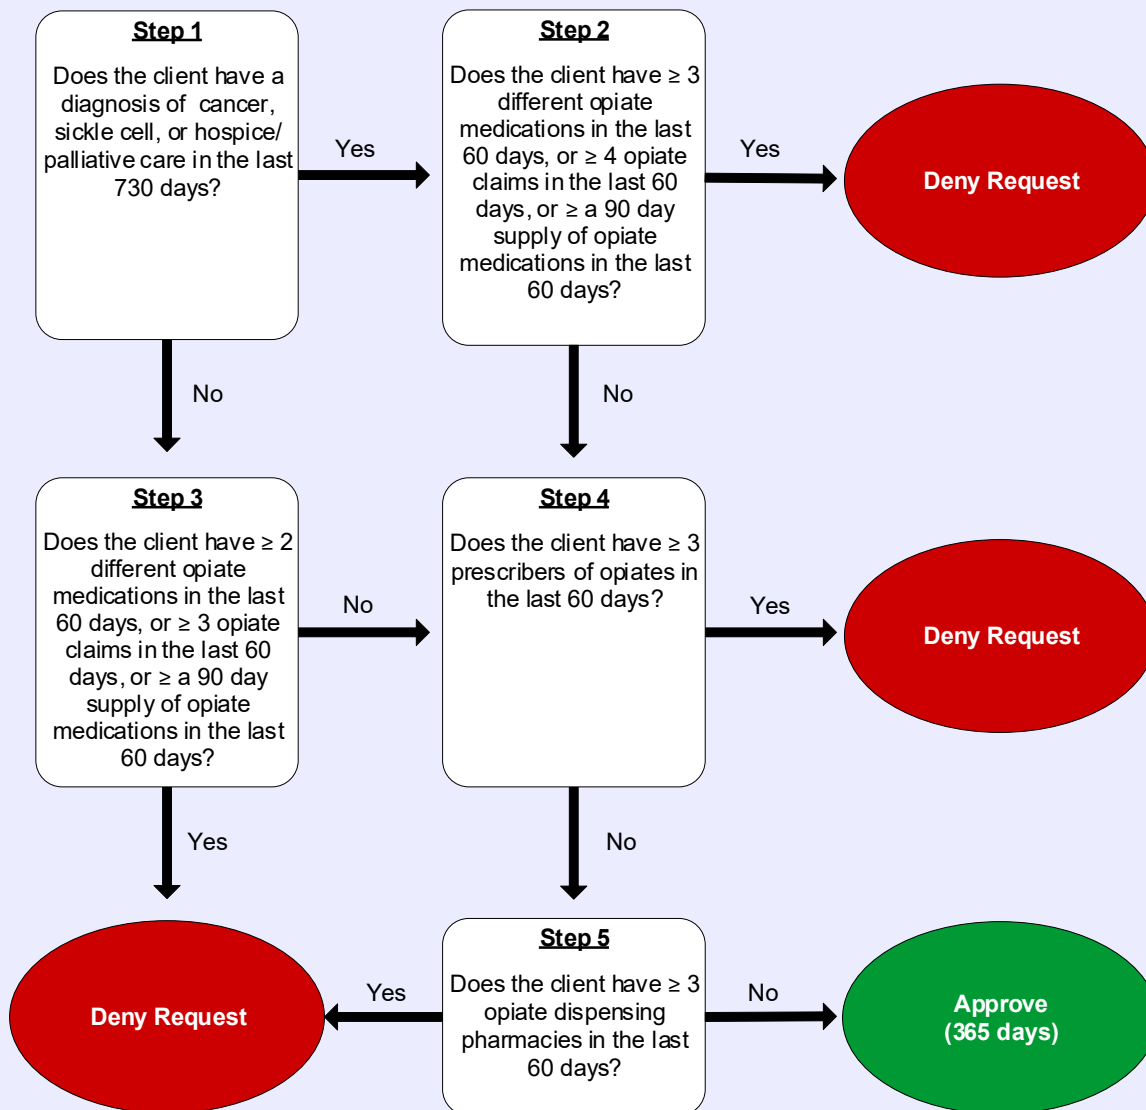 Step 1
Does the client have a
diagnosis of cancer,
sickle cell, or hospice/
palliative care in the last
730 days?
Yes
Step 2
Does the client have ≥ 3
different opiate
medications in the last
60 days, or ≥ 4 opiate
claims in the last 60
days, or ≥ a 90 day
supply of opiate
medications in the last
60 days?
Yes
Deny Request
No
No
Step 3
Does the client have ≥ 2
different opiate
medications in the last
60 days, or ≥ 3 opiate
claims in the last 60
days, or ≥ a 90 day
supply of opiate
medications in the last
60 days?
No
Step 4
Does the client have ≥ 3
prescribers of opiates in
the last 60 days?
Yes
Deny Request
Yes
No
Deny Request
Yes
Step 5
Does the client have ≥ 3
opiate dispensing
pharmacies in the last
60 days?
No
Approve
(365 days)